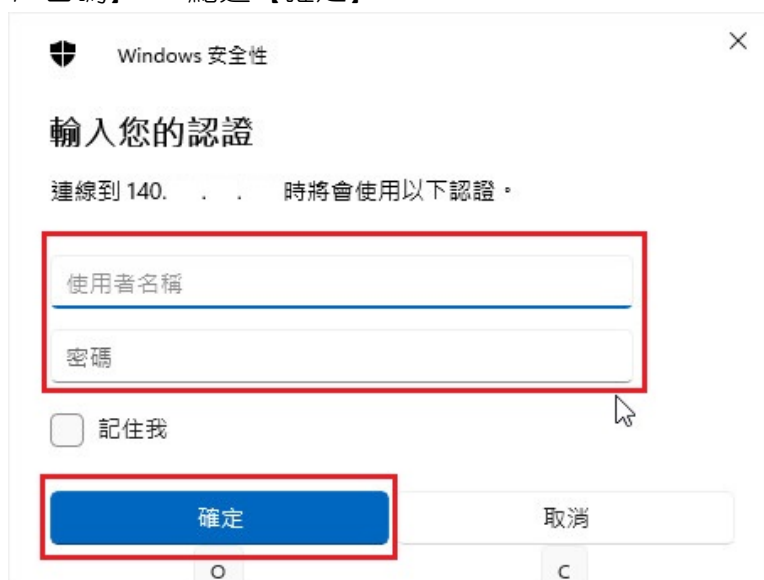 Windows 安全性
輸入您的認證
連線到 140. . . 時將會使用以下認證。
使用者名稱
密碼
記住我
確定 取消
O C